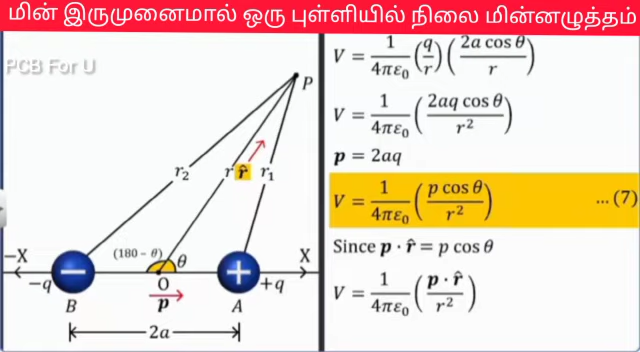 மின் இருமுனைமால் ஒரு புள்ளியில் நிலை மின்னழுத்தம்
PCB For U
P
r₂
r r̂ r₁
(180 − θ) θ
−X
X
−q
+q
B
O
A
p
2a
V = 1/4πε₀ (q/r) (2a cos θ/r)
V = 1/4πε₀ (2aq cos θ/r²)
p = 2aq
V = 1/4πε₀ (p cos θ/r²) ... (7)
Since p · r̂ = p cos θ
V = 1/4πε₀ (p · r̂/r²)